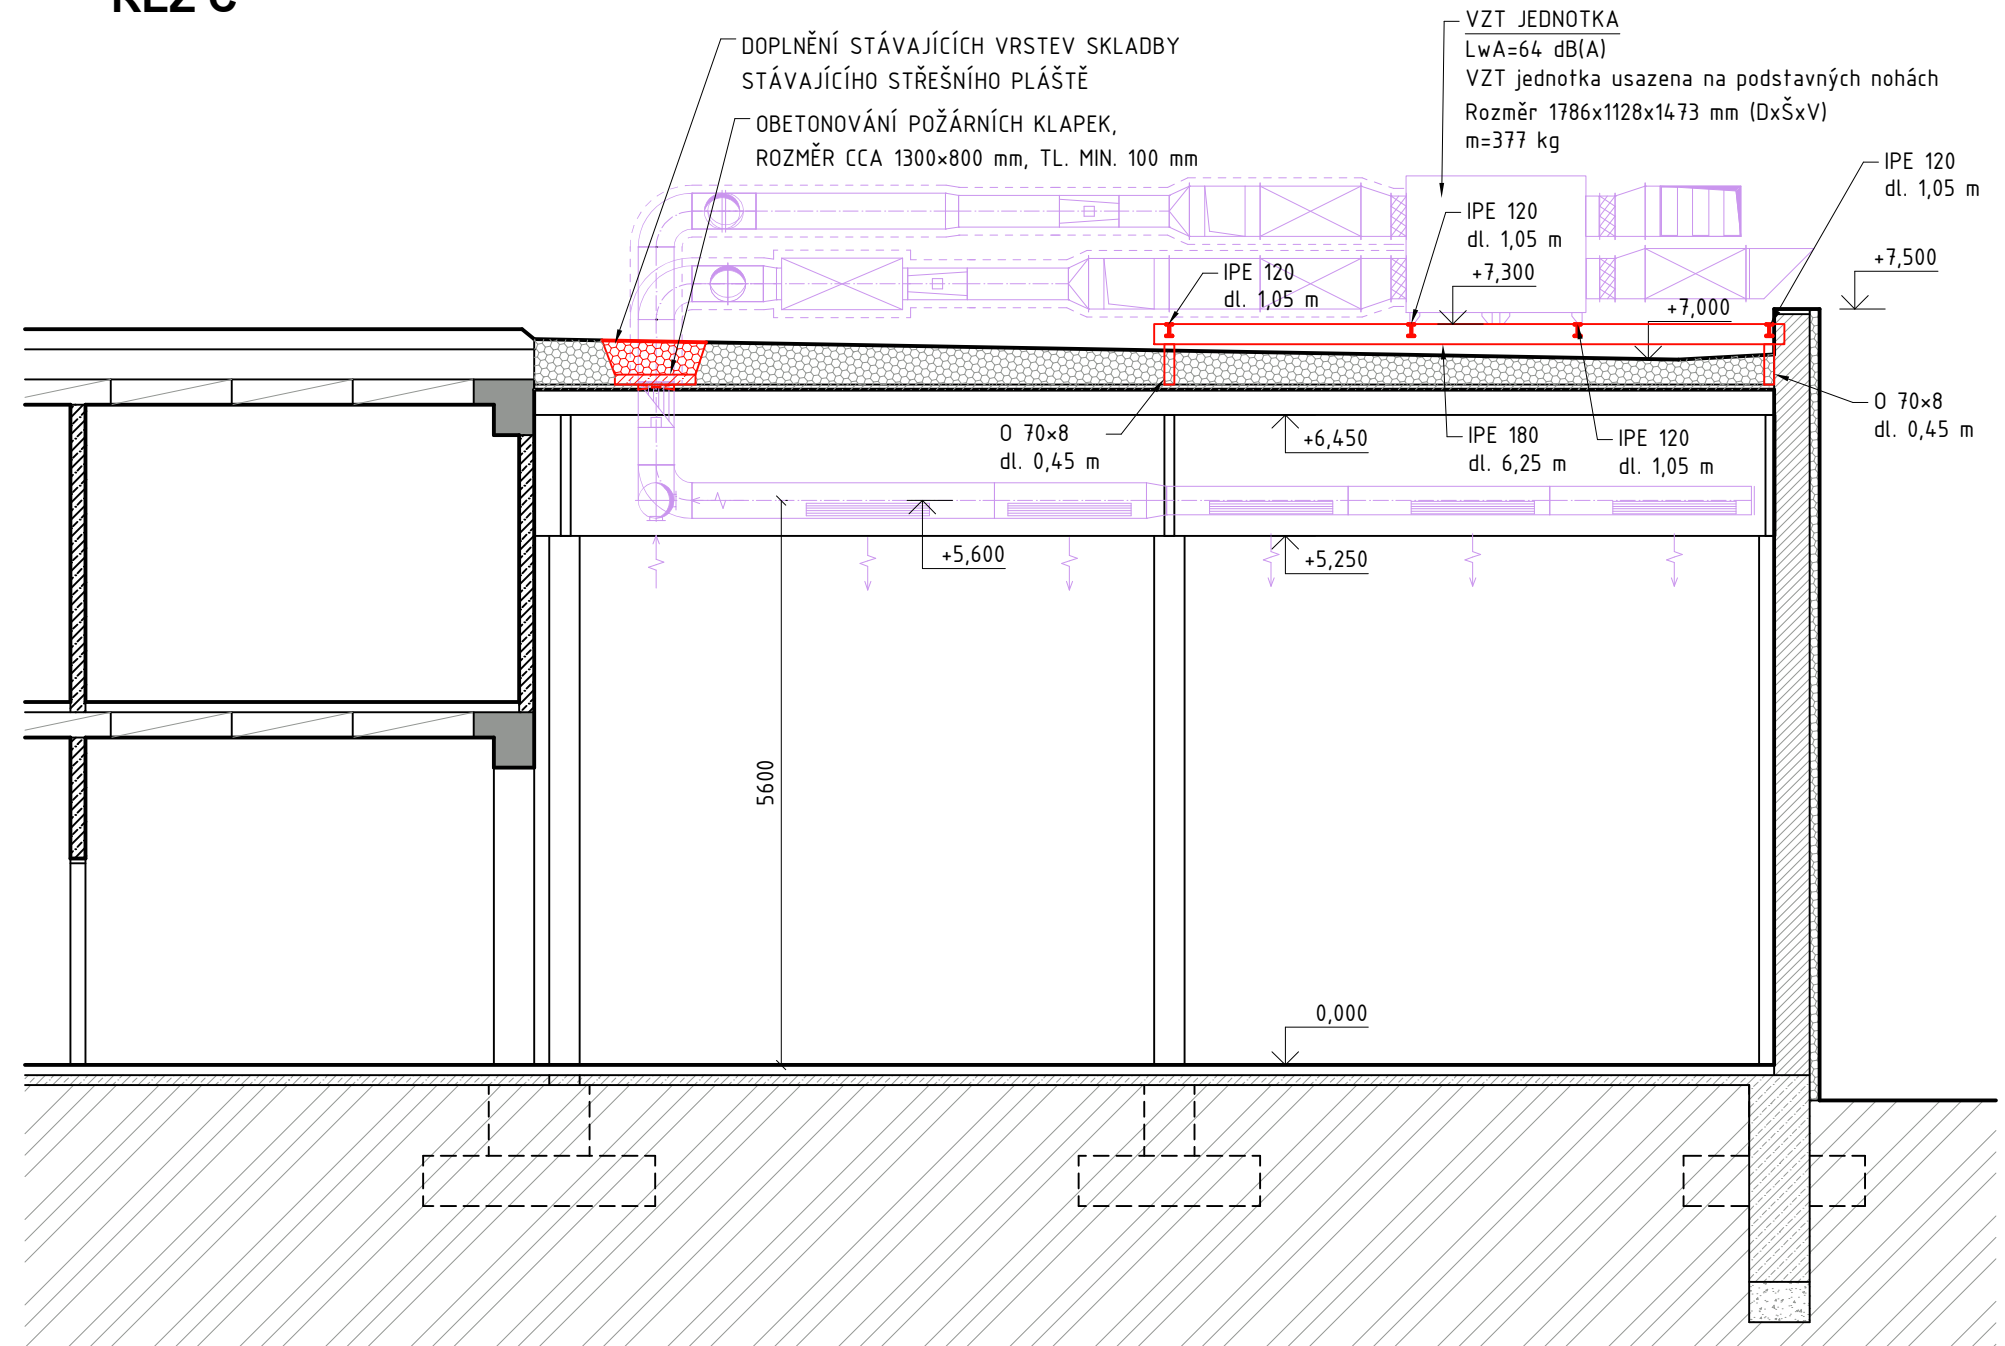 DOPLNĚNÍ STÁVAJÍCÍCH VRSTEV SKLADBY
STÁVAJÍCÍHO STŘEŠNÍHO PLÁŠTĚ
OBETONOVÁNÍ POŽÁRNÍCH KLAPEK,
ROZMĚR CCA 1300×800 mm, TL. MIN. 100 mm
VZT JEDNOTKA
LwA=64 dB(A)
VZT jednotka usazena na podstavných nohách
Rozměr 1786x1128x1473 mm (DxŠxV)
m=377 kg
IPE 120
dl. 1,05 m
IPE 120
dl. 1,05 m
+7,300
IPE 120
dl. 1,05 m
+7,500
+7,000
O 70×8
dl. 0,45 m
+6,450
IPE 180
dl. 6,25 m
IPE 120
dl. 1,05 m
O 70×8
dl. 0,45 m
+5,600
+5,250
5600
0,000